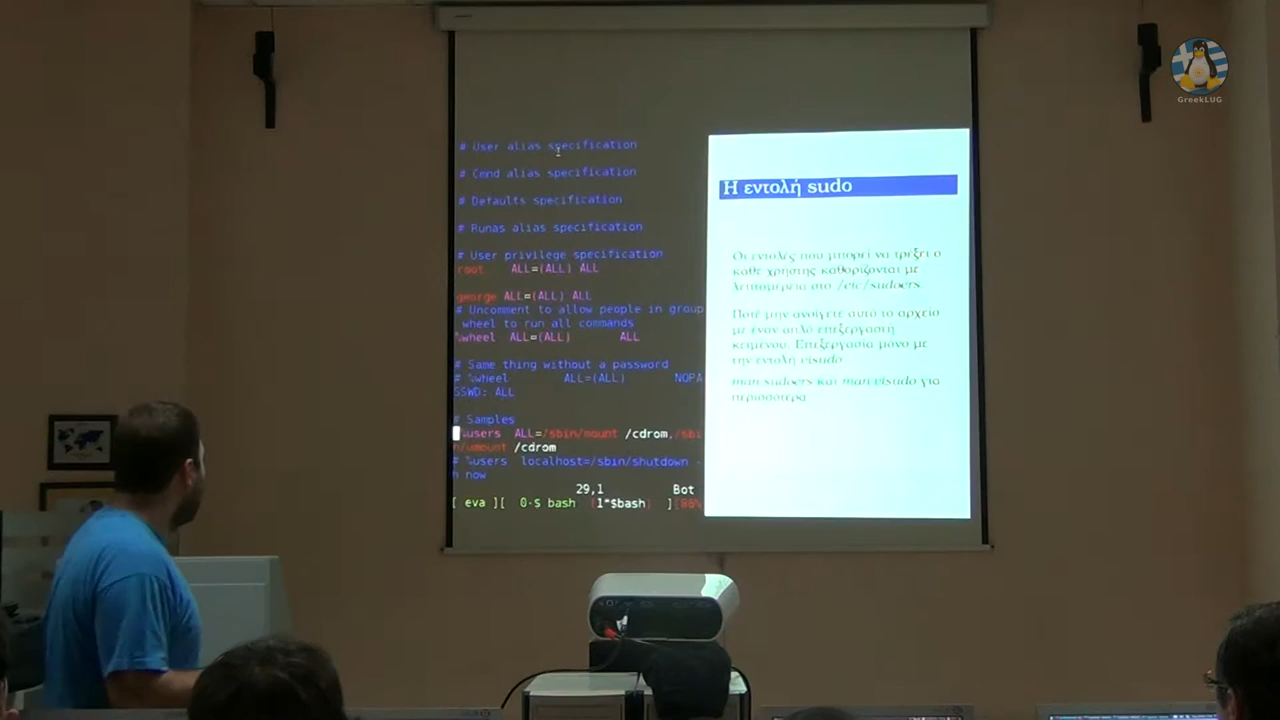 GreekLUG
# User alias specification
# Cmnd alias specification
# Defaults specification
# Runas alias specification
# User privilege specification
root ALL=(ALL) ALL
george ALL=(ALL) ALL
# Uncomment to allow people in group
wheel to run all commands
%wheel ALL=(ALL) ALL
# Same thing without a password
# %wheel ALL=(ALL) NOPA
SSWD: ALL
# Samples
%users ALL=/sbin/mount /cdrom,/sbi
n/umount /cdrom
# %users localhost=/sbin/shutdown -
h now
29,1 Bot
[ eva ][ 0-$ bash (1*$bash) ]
Η εντολή sudo
Οι εντολές που μπορεί να τρέξει ο
κάθε χρήστης καθορίζονται με
λεπτομέρεια στο /etc/sudoers.
Ποτέ μην ανοίγετε αυτό το αρχείο
με έναν απλό επεξεργαστή
κειμένου. Επεξεργασία μόνο με
την εντολή visudo
man sudoers και man visudo για
περισσότερα